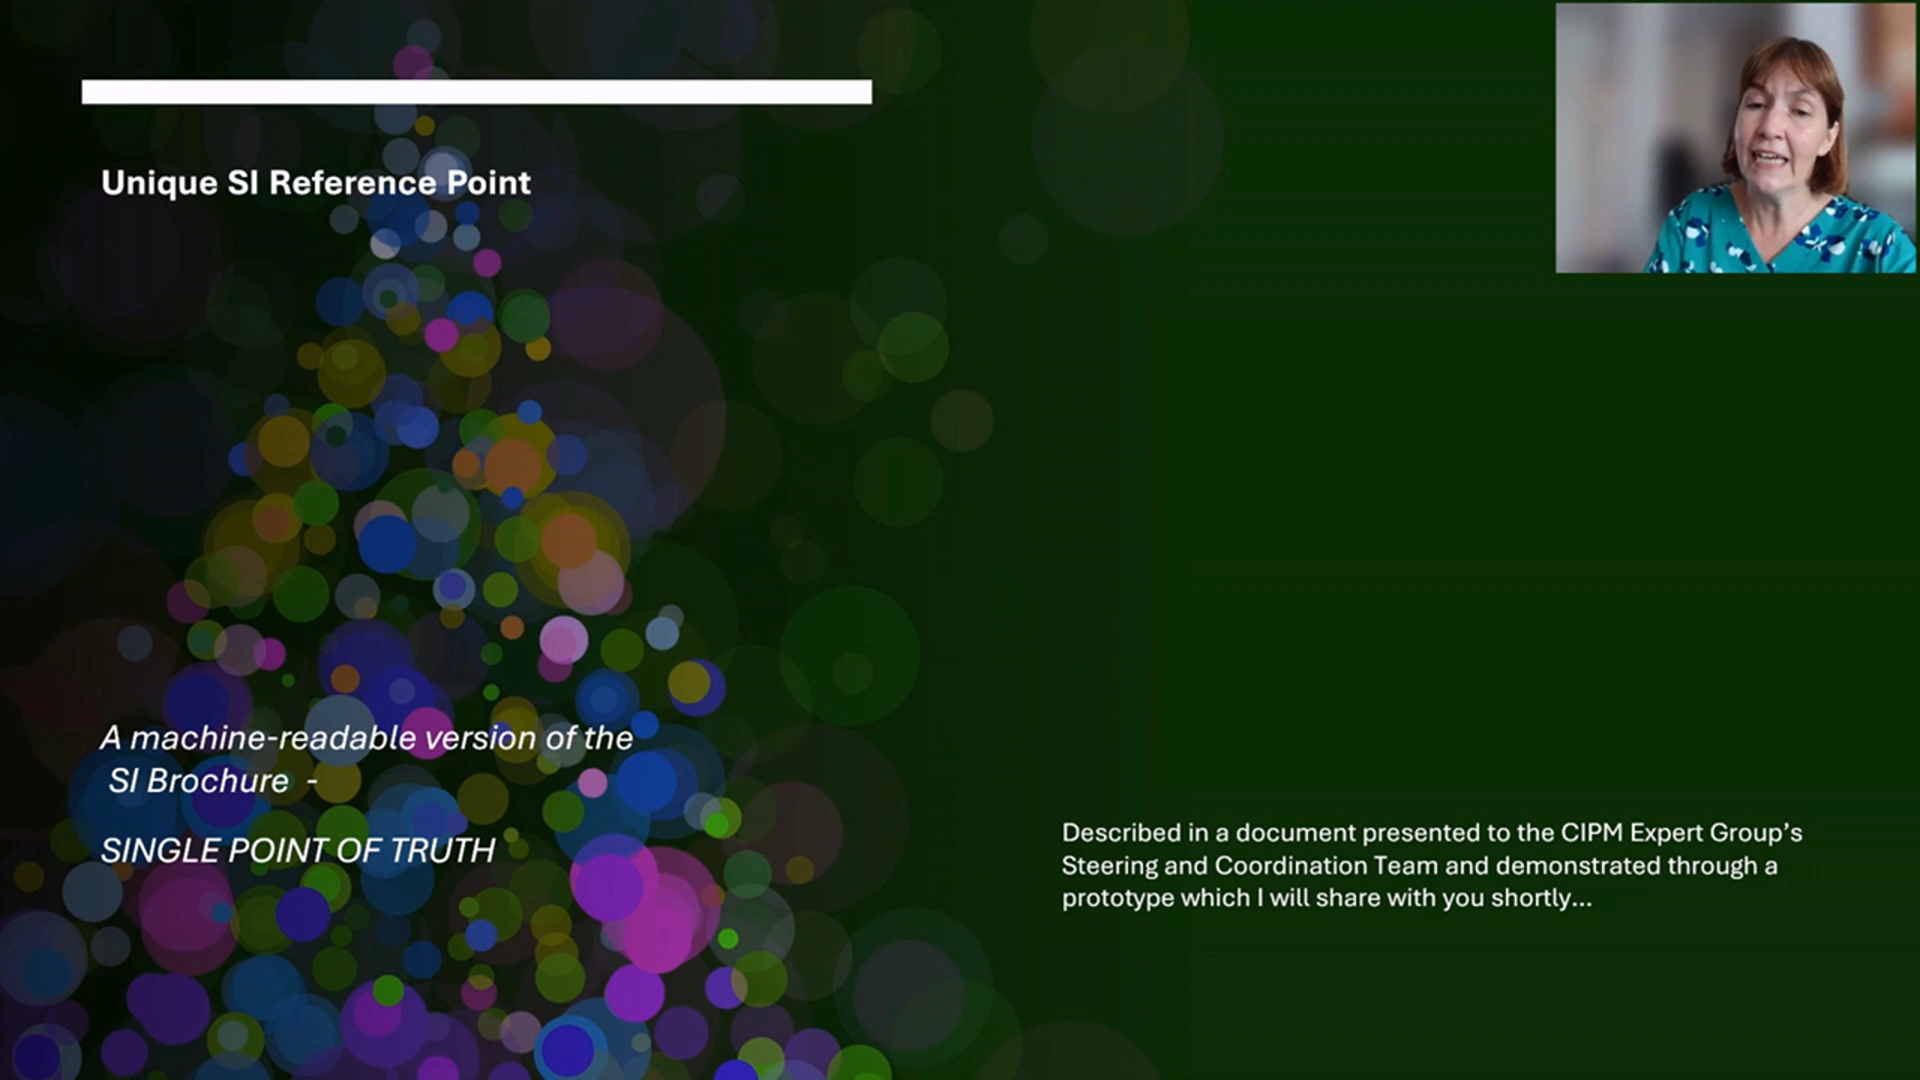 Unique SI Reference Point
A machine-readable version of the
SI Brochure -
SINGLE POINT OF TRUTH
Described in a document presented to the CIPM Expert Group’s
Steering and Coordination Team and demonstrated through a
prototype which I will share with you shortly...